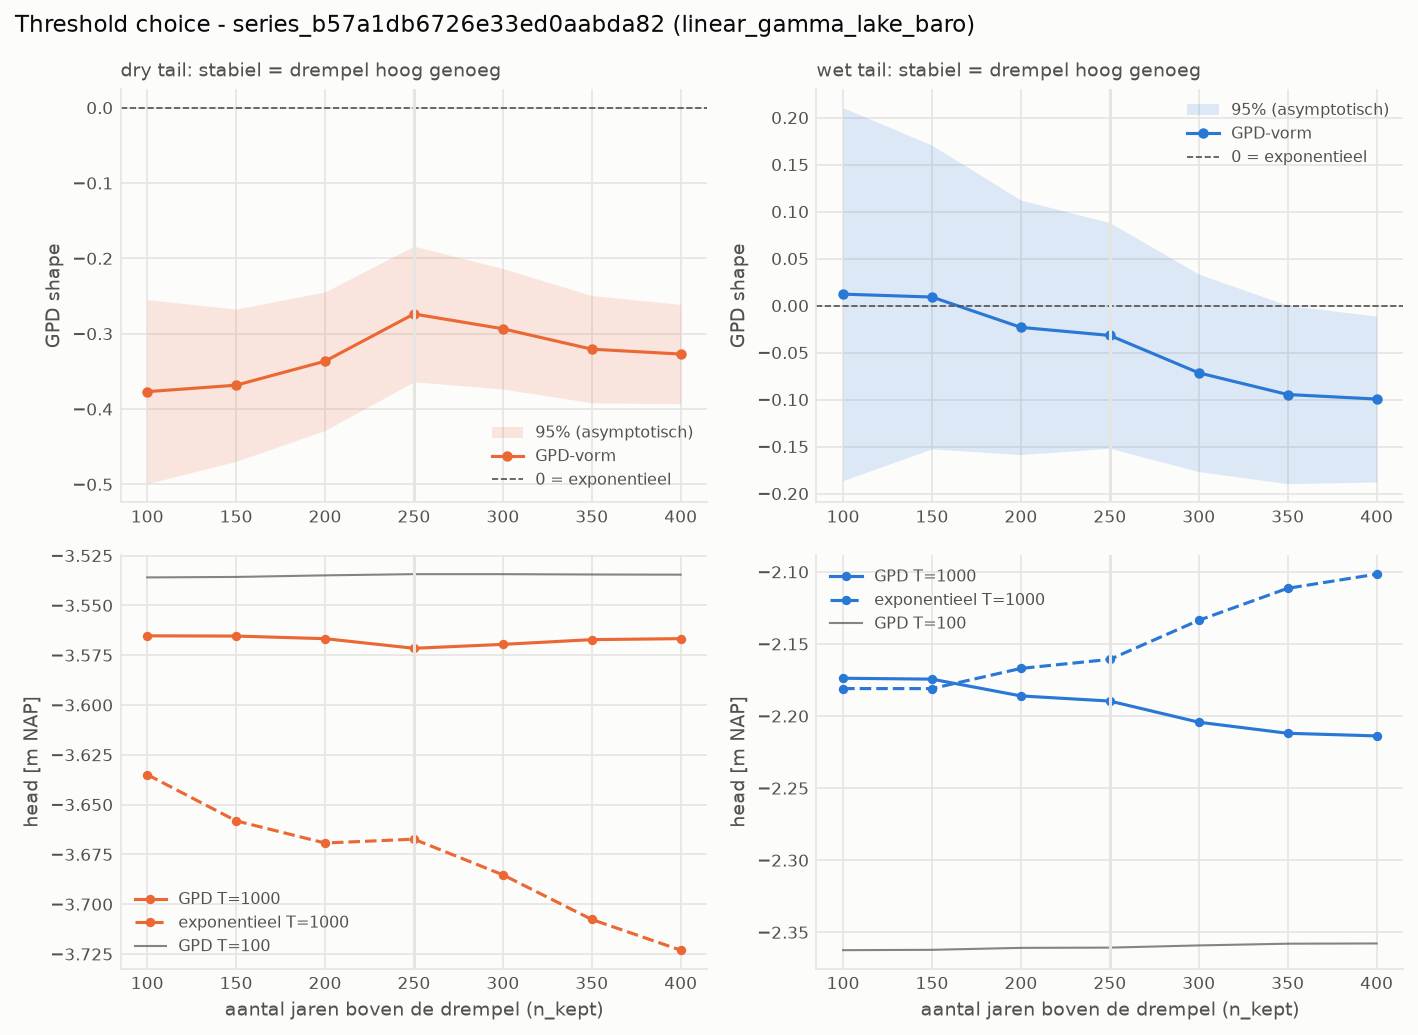 Threshold choice - series_b57a1db6726e33ed0aabda82 (linear_gamma_lake_baro)
dry tail: stabiel = drempel hoog genoeg
GPD shape
0.0
−0.1
−0.2
−0.3
−0.4
−0.5
95% (asymptotisch)
GPD-vorm
0 = exponentieel
100 150 200 250 300 350 400
wet tail: stabiel = drempel hoog genoeg
GPD shape
0.20
0.15
0.10
0.05
0.00
−0.05
−0.10
−0.15
−0.20
95% (asymptotisch)
GPD-vorm
0 = exponentieel
100 150 200 250 300 350 400
head [m NAP]
−3.525
−3.550
−3.575
−3.600
−3.625
−3.650
−3.675
−3.700
−3.725
GPD T=1000
exponentieel T=1000
GPD T=100
100 150 200 250 300 350 400
aantal jaren boven de drempel (n_kept)
head [m NAP]
−2.10
−2.15
−2.20
−2.25
−2.30
−2.35
GPD T=1000
exponentieel T=1000
GPD T=100
100 150 200 250 300 350 400
aantal jaren boven de drempel (n_kept)